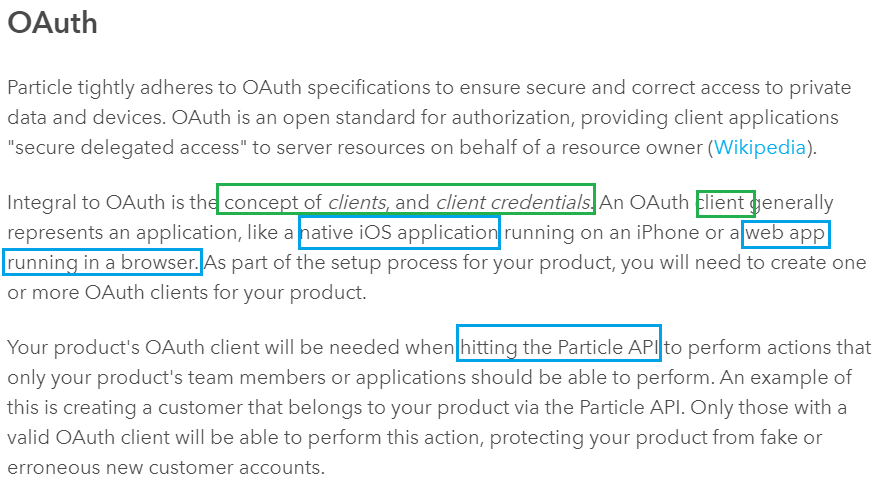 OAuth
Particle tightly adheres to OAuth specifications to ensure secure and correct access to private
data and devices. OAuth is an open standard for authorization, providing client applications
"secure delegated access" to server resources on behalf of a resource owner (Wikipedia).
Integral to OAuth is the concept of clients, and client credentials. An OAuth client generally
represents an application, like a native iOS application running on an iPhone or a web app
running in a browser. As part of the setup process for your product, you will need to create one
or more OAuth clients for your product.
Your product's OAuth client will be needed when hitting the Particle API to perform actions that
only your product's team members or applications should be able to perform. An example of
this is creating a customer that belongs to your product via the Particle API. Only those with a
valid OAuth client will be able to perform this action, protecting your product from fake or
erroneous new customer accounts.